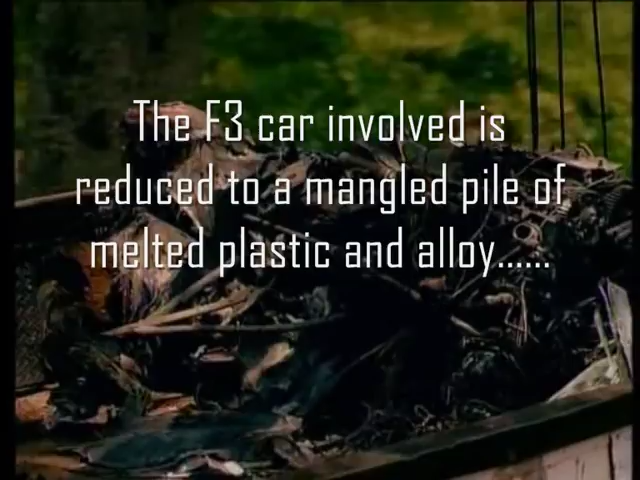 The F3 car involved is
reduced to a mangled pile of
melted plastic and alloy......